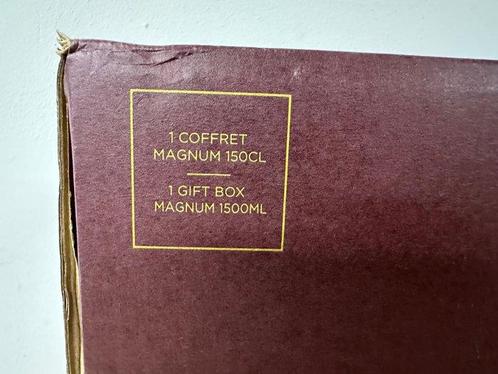 1 COFFRET
MAGNUM 150CL
1 GIFT BOX
MAGNUM 1500ML